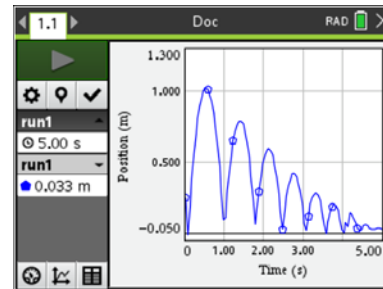 1.1 Doc RAD
run1
5.00 s
run1
0.033 m
Position (m)
1.300
1.000
0.500
-0.050
0 1.00 2.00 3.00 5.00
Time (s)